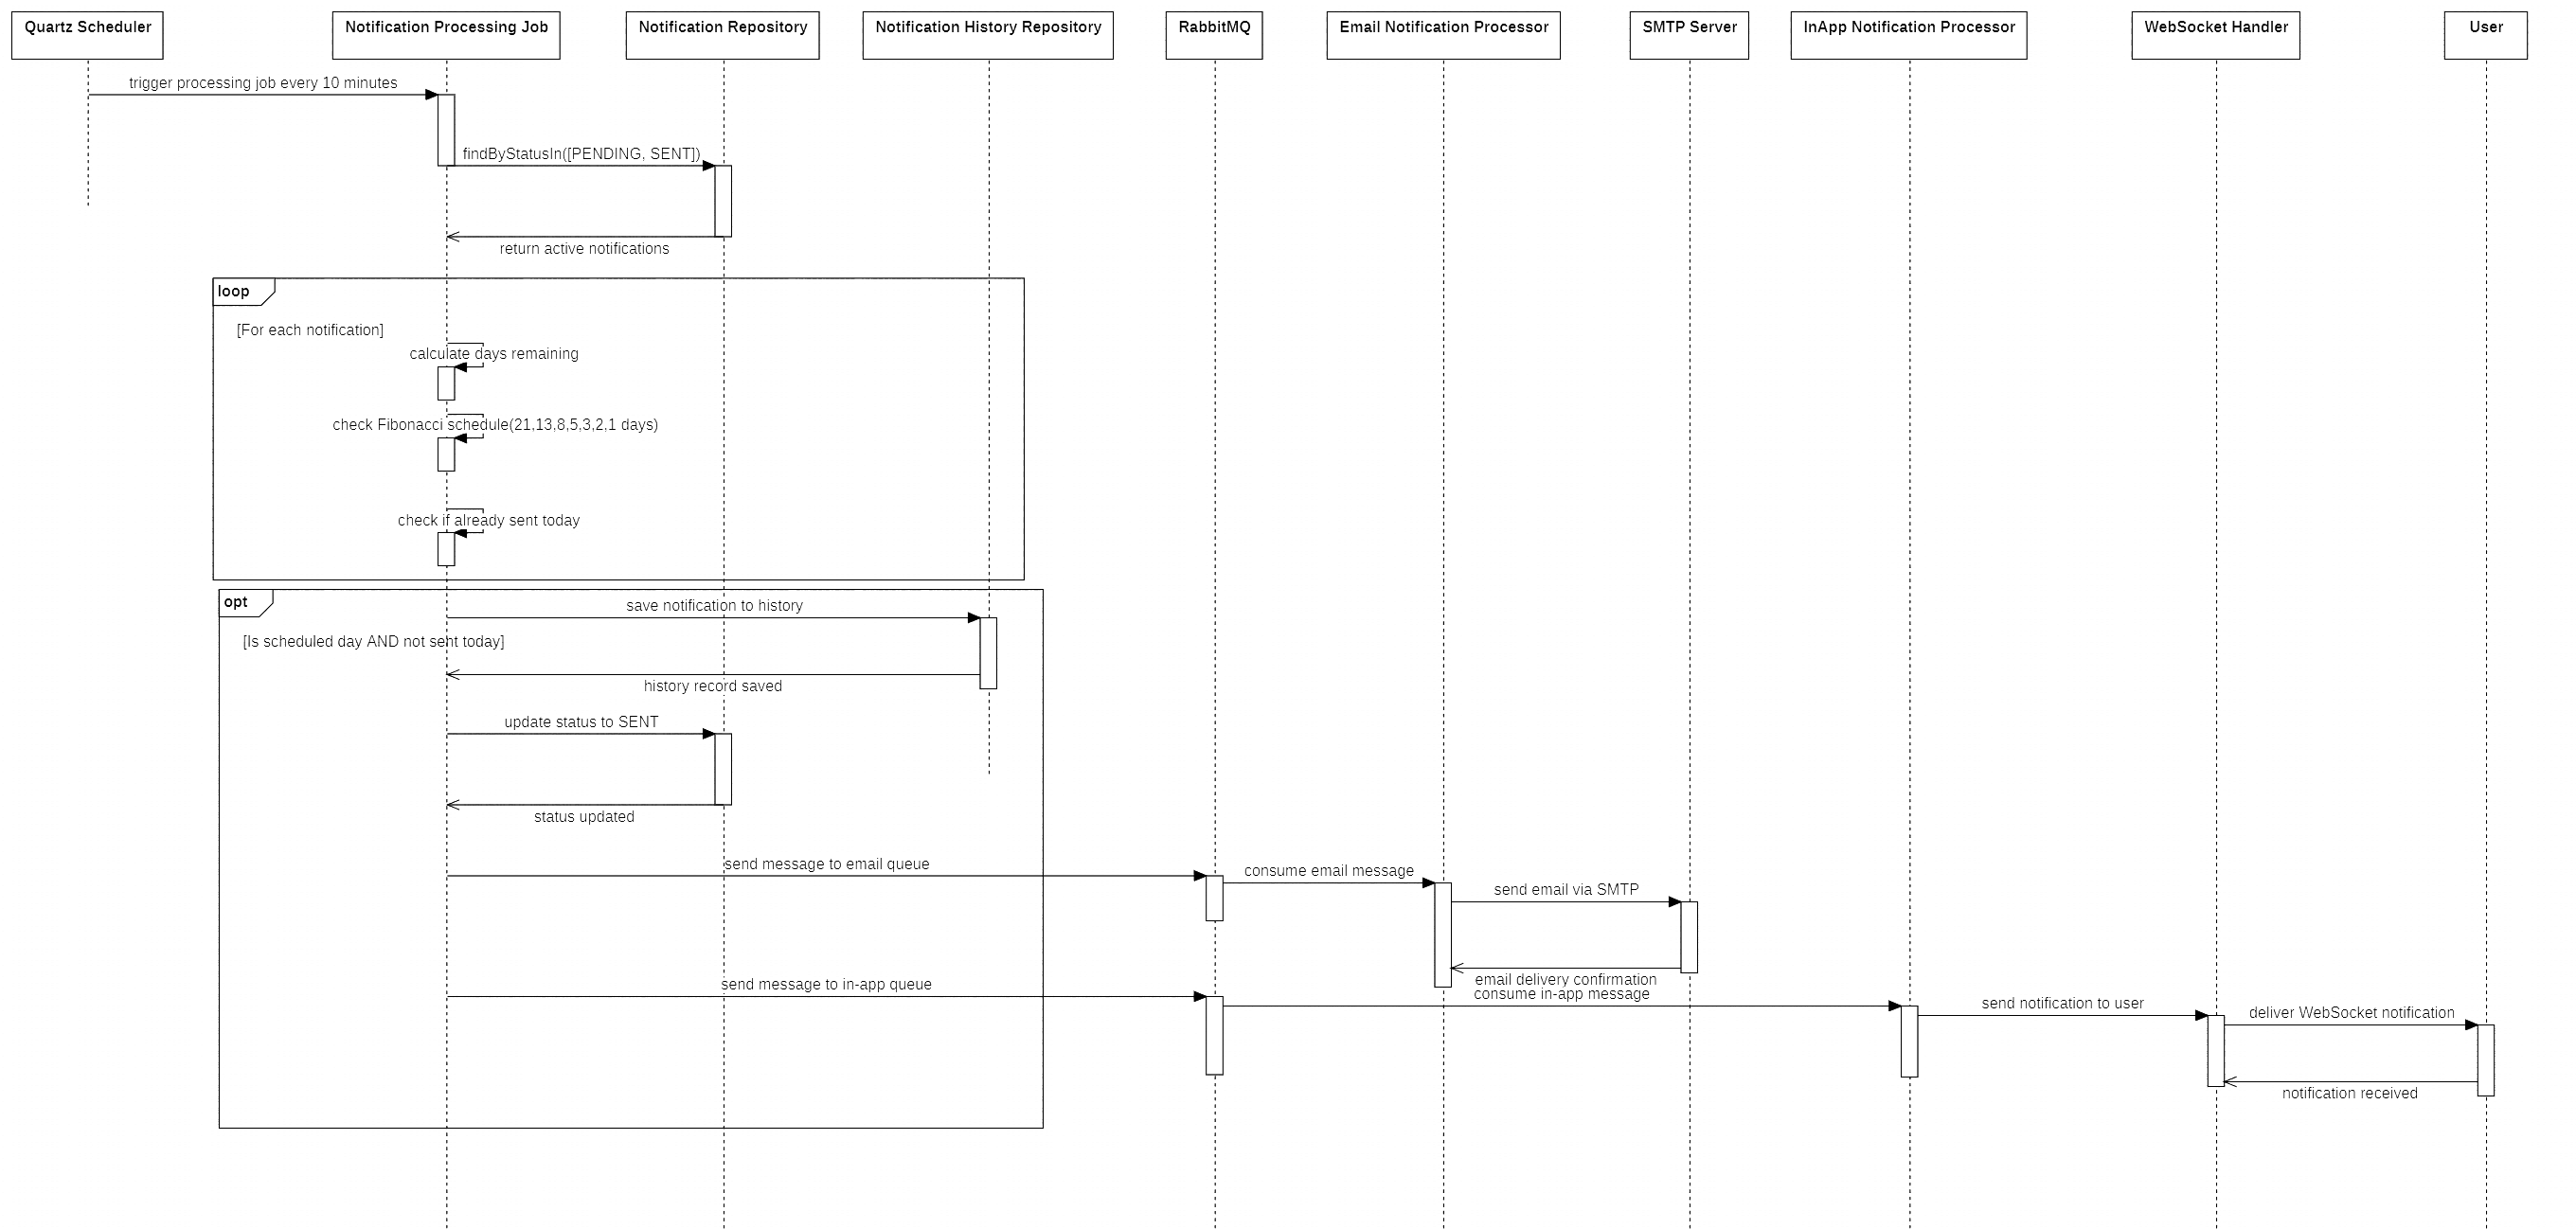 Quartz Scheduler
Notification Processing Job
Notification Repository
Notification History Repository
RabbitMQ
Email Notification Processor
SMTP Server
InApp Notification Processor
WebSocket Handler
User
trigger processing job every 10 minutes
findByStatusIn([PENDING, SENT])
return active notifications
loop
[For each notification]
calculate days remaining
check Fibonacci schedule(21,13,8,5,3,2,1 days)
check if already sent today
opt
save notification to history
[Is scheduled day AND not sent today]
history record saved
update status to SENT
status updated
send message to email queue
consume email message
send email via SMTP
email delivery confirmation
send message to in-app queue
consume in-app message
send notification to user
deliver WebSocket notification
notification received